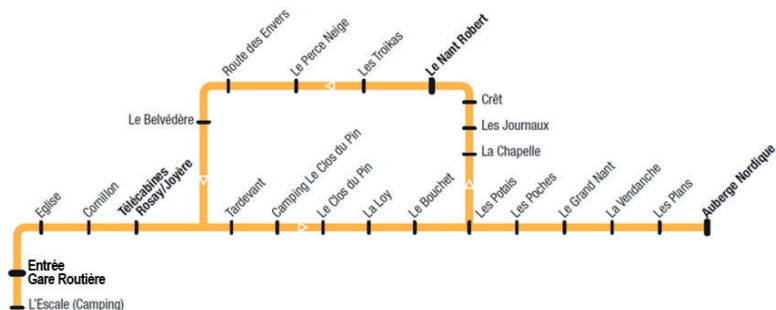 Route des Envers
Le Perce Neige
Les Troïkas
Le Nant Robert
Le Belvédère
Crêt
Les Journaux
La Chapelle
Eglise
Cornillon
Télécabines
Rosay/Joyère
Tardevant
Camping Le Clos du Pin
Le Clos du Pin
La Loy
Le Bouchet
Les Potais
Les Poches
Le Grand Nant
La Vendanche
Les Plans
Auberge Nordique
Entrée
Gare Routière
L'Escale (Camping)